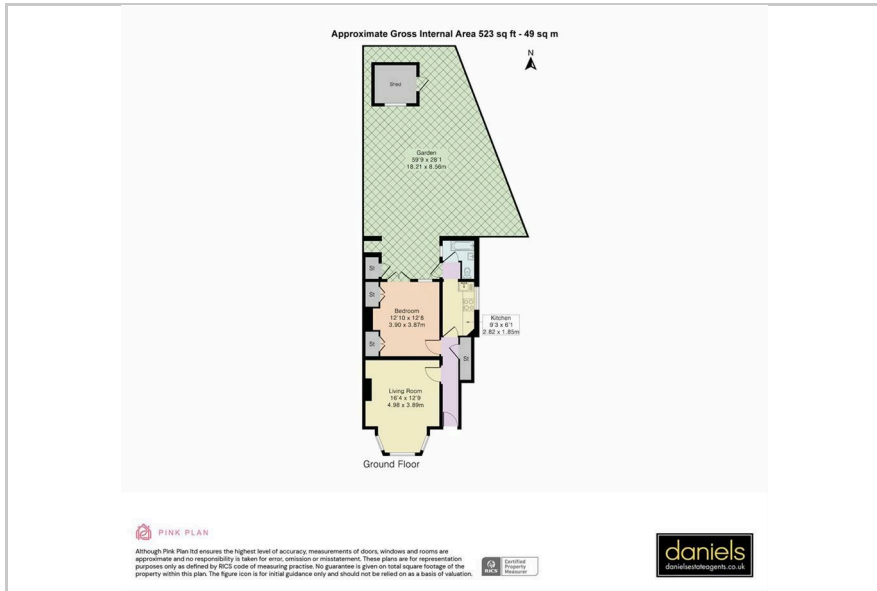 Approximate Gross Internal Area 523 sq ft - 49 sq m
N
Shed
Garden
59'9 x 28'1
18.21 x 8.56m
St
St
Bedroom
12'10 x 12'8
3.90 x 3.87m
Kitchen
9'3 x 6'1
2.82 x 1.85m
St
St
Living Room
16'4 x 12'9
4.98 x 3.89m
Ground Floor
PINK PLAN
Although Pink Plan ltd ensures the highest level of accuracy, measurements of doors, windows and rooms are
approximate and no responsibility is taken for error, omission or misstatement. These plans are for representation
purposes only as defined by RICS code of measuring practise. No guarantee is given on total square footage of the
property within this plan. The figure icon is for initial guidance only and should not be relied on as a basis of valuation.
RICS
Certified
Property
Measurer
daniels
danielsestateagents.co.uk